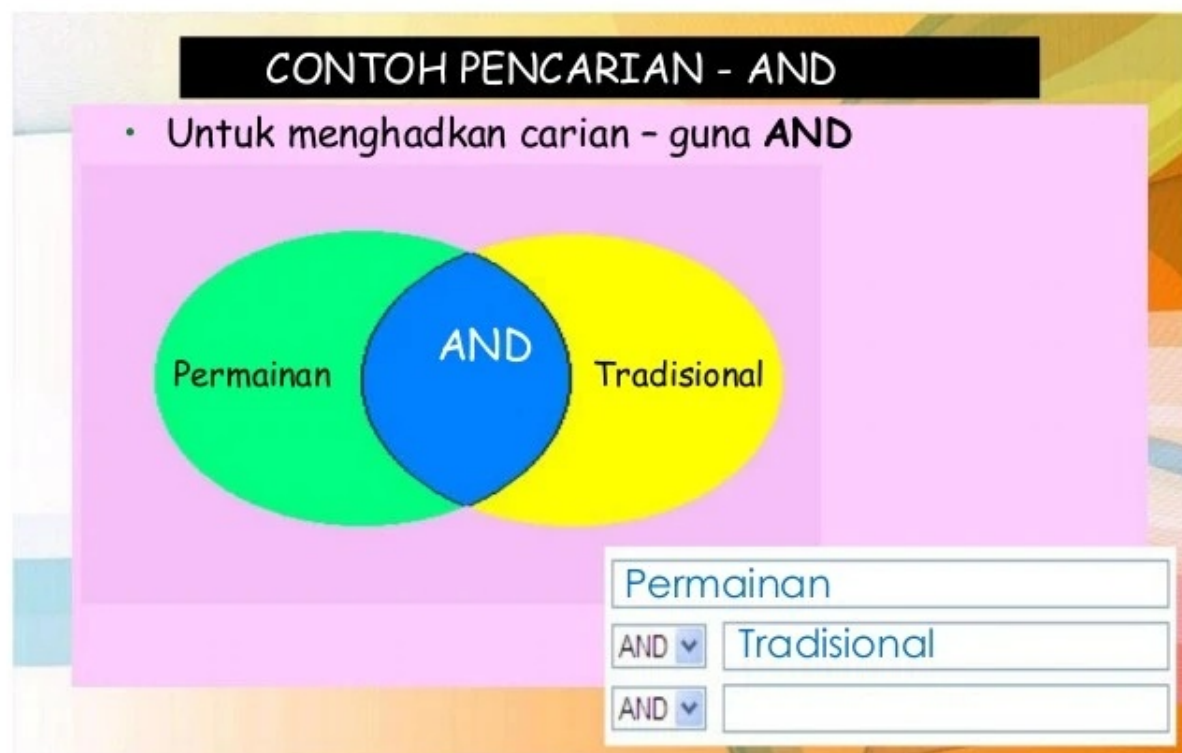 CONTOH PENCARIAN - AND
• Untuk menghadkan carian – guna AND
AND
Permainan
Tradisional
Permainan
AND Tradisional
AND